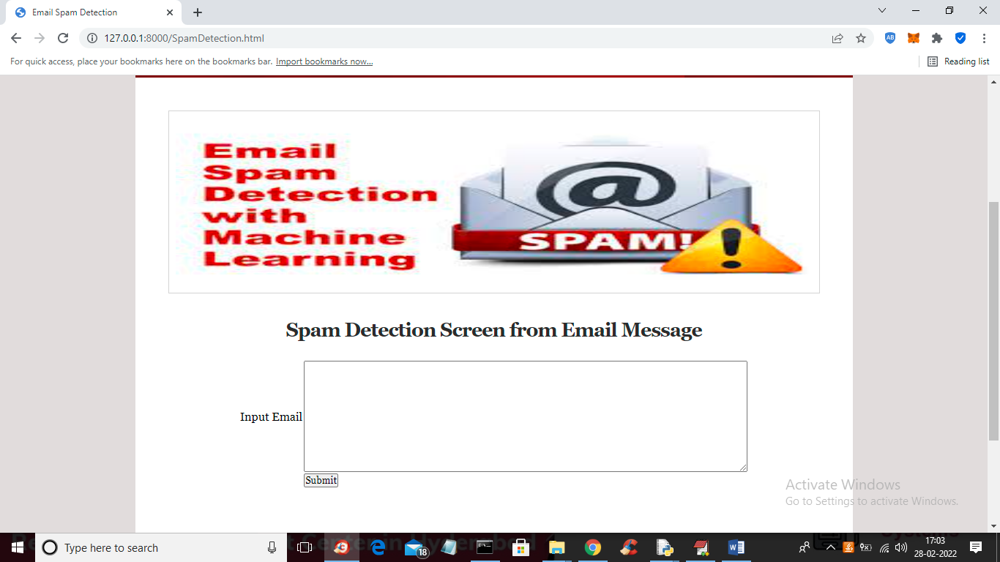 Email Spam Detection
127.0.0.1:8000/SpamDetection.html
AB
For quick access, place your bookmarks here on the bookmarks bar. Import bookmarks now...
Reading list
Email
Spam
Detection
with
Machine
Learning
@
SPAM!
Spam Detection Screen from Email Message
Input Email
Submit
Activate Windows
Go to Settings to activate Windows.
Type here to search
18
17:03
28-02-2022